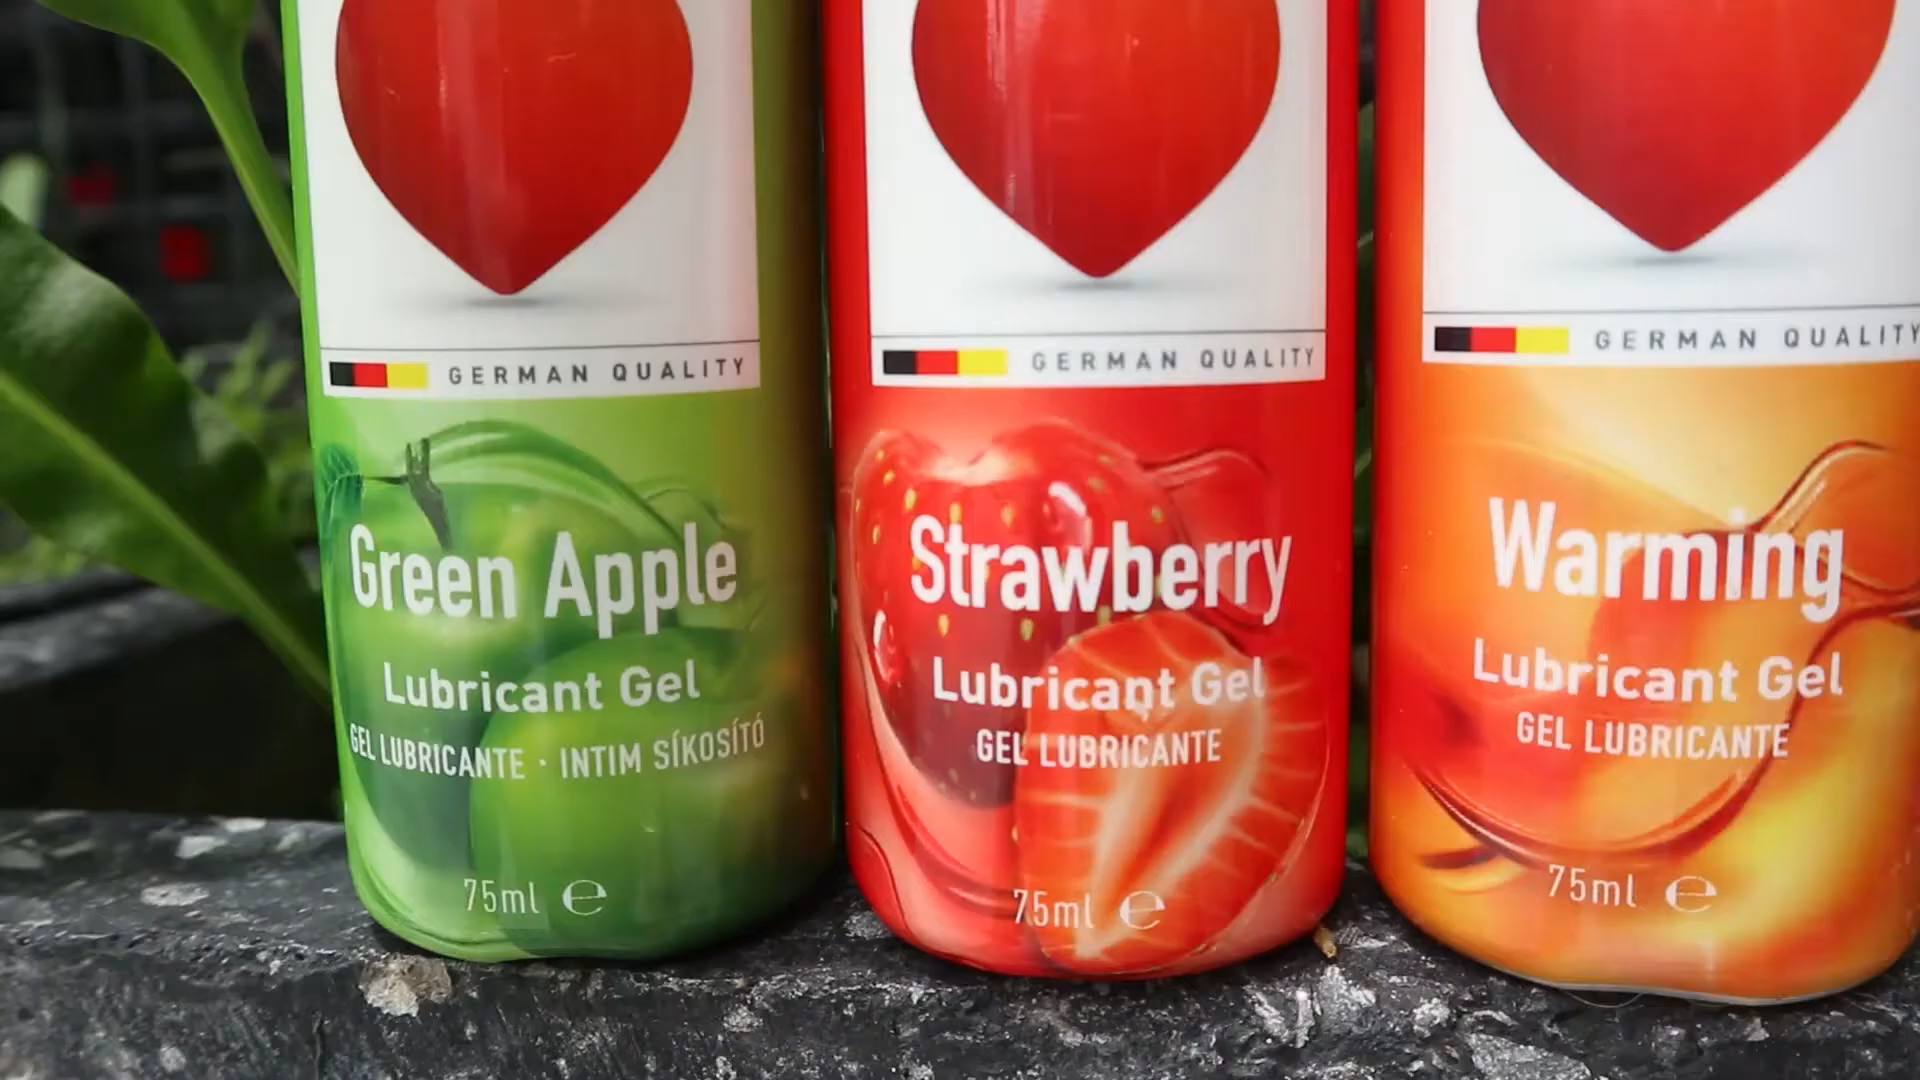 GERMAN QUALITY
Green Apple
Lubricant Gel
GEL LUBRICANTE · INTIM SÍKOSÍTÓ
75ml ℮
GERMAN QUALITY
Strawberry
Lubricant Gel
GEL LUBRICANTE
75ml ℮
GERMAN QUALITY
Warming
Lubricant Gel
GEL LUBRICANTE
75ml ℮